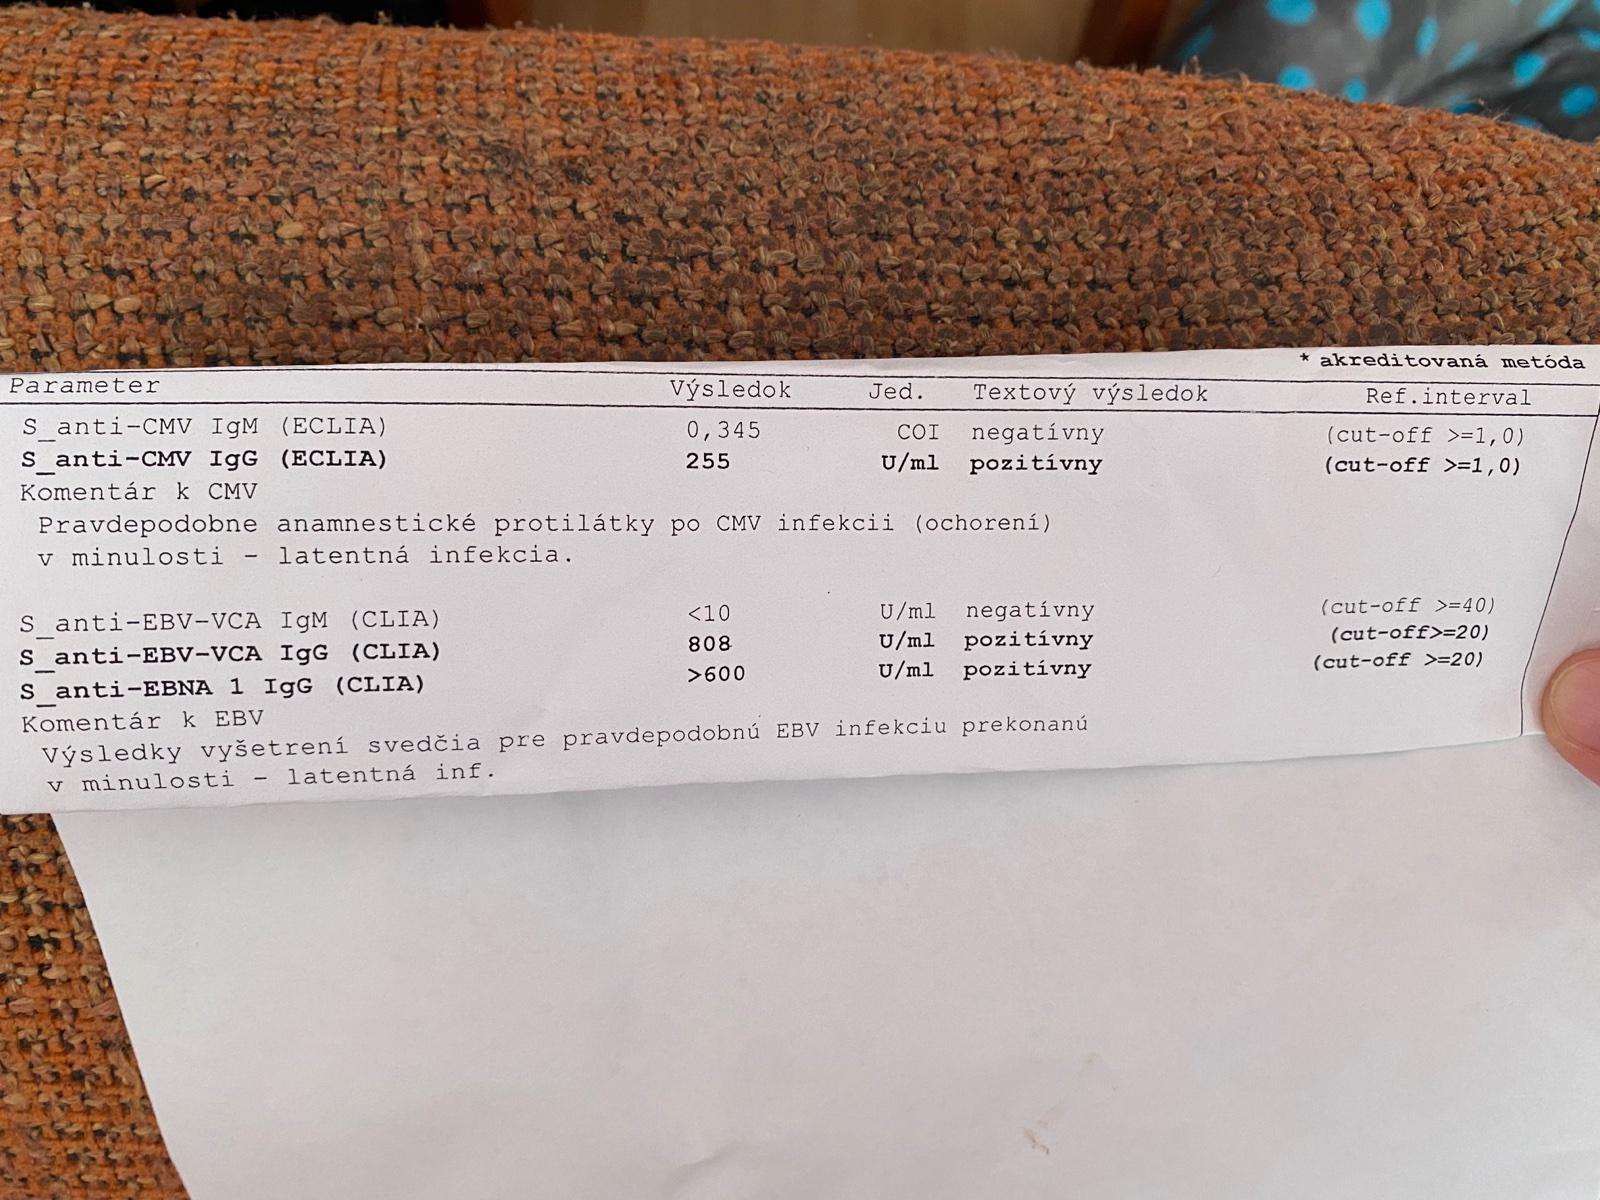 * akreditovaná metóda
Parameter Výsledok Jed. Textový výsledok Ref.interval
S_anti-CMV IgM (ECLIA) 0,345 COI negatívny (cut-off >=1,0)
S_anti-CMV IgG (ECLIA) 255 U/ml pozitívny (cut-off >=1,0)
Komentár k CMV
Pravdepodobne anamnestické protilátky po CMV infekcii (ochorení)
v minulosti - latentná infekcia.
S_anti-EBV-VCA IgM (CLIA) <10 U/ml negatívny (cut-off >=40)
S_anti-EBV-VCA IgG (CLIA) 808 U/ml pozitívny (cut-off>=20)
S_anti-EBNA 1 IgG (CLIA) >600 U/ml pozitívny (cut-off >=20)
Komentár k EBV
Výsledky vyšetrení svedčia pre pravdepodobnú EBV infekciu prekonanú
v minulosti - latentná inf.